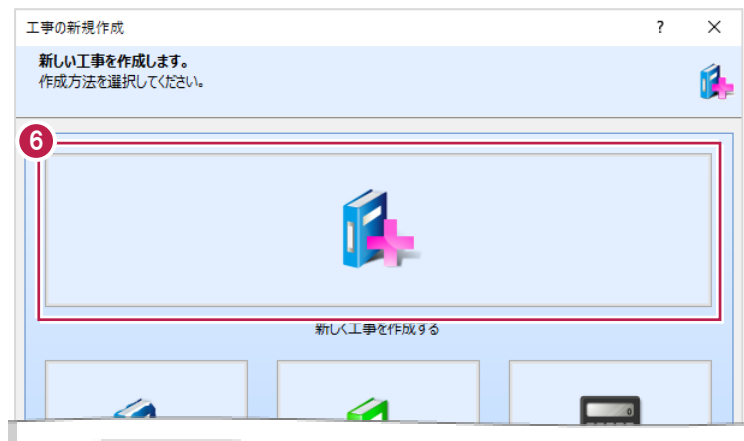 工事の新規作成 ? ×
新しい工事を作成します。
作成方法を選択してください。
6
新しく工事を作成する
0